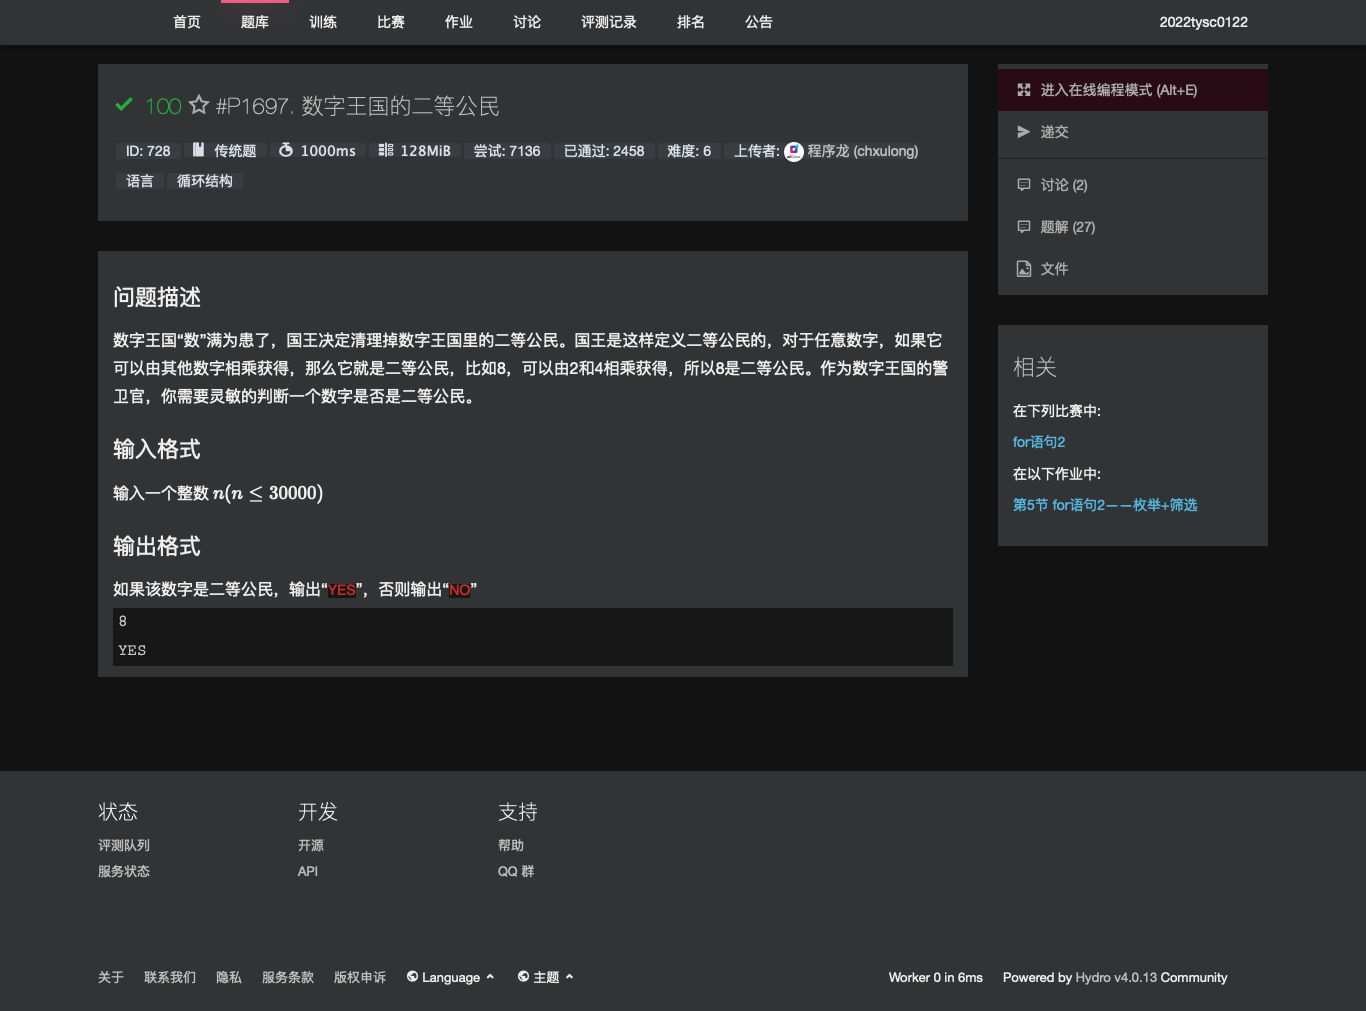 首页 题库 训练 比赛 作业 讨论 评测记录 排名 公告 2022tysc0122
100 #P1697. 数字王国的二等公民
ID: 728 传统题 1000ms 128MiB 尝试: 7136 已通过: 2458 难度: 6 上传者: 程序龙 (chxulong)
语言 循环结构
问题描述
数字王国“数”满为患了，国王决定清理掉数字王国里的二等公民。国王是这样定义二等公民的，对于任意数字，如果它
可以由其他数字相乘获得，那么它就是二等公民，比如8，可以由2和4相乘获得，所以8是二等公民。作为数字王国的警
卫官，你需要灵敏的判断一个数字是否是二等公民。
输入格式
输入一个整数 n(n ≤ 30000)
输出格式
如果该数字是二等公民，输出“YES”，否则输出“NO”
8
YES
进入在线编程模式 (Alt+E)
递交
讨论 (2)
题解 (27)
文件
相关
在下列比赛中:
for语句2
在以下作业中:
第5节 for语句2——枚举+筛选
状态 开发 支持
评测队列 开源 帮助
服务状态 API QQ 群
关于 联系我们 隐私 服务条款 版权申诉 Language 主题 Worker 0 in 6ms Powered by Hydro v4.0.13 Community